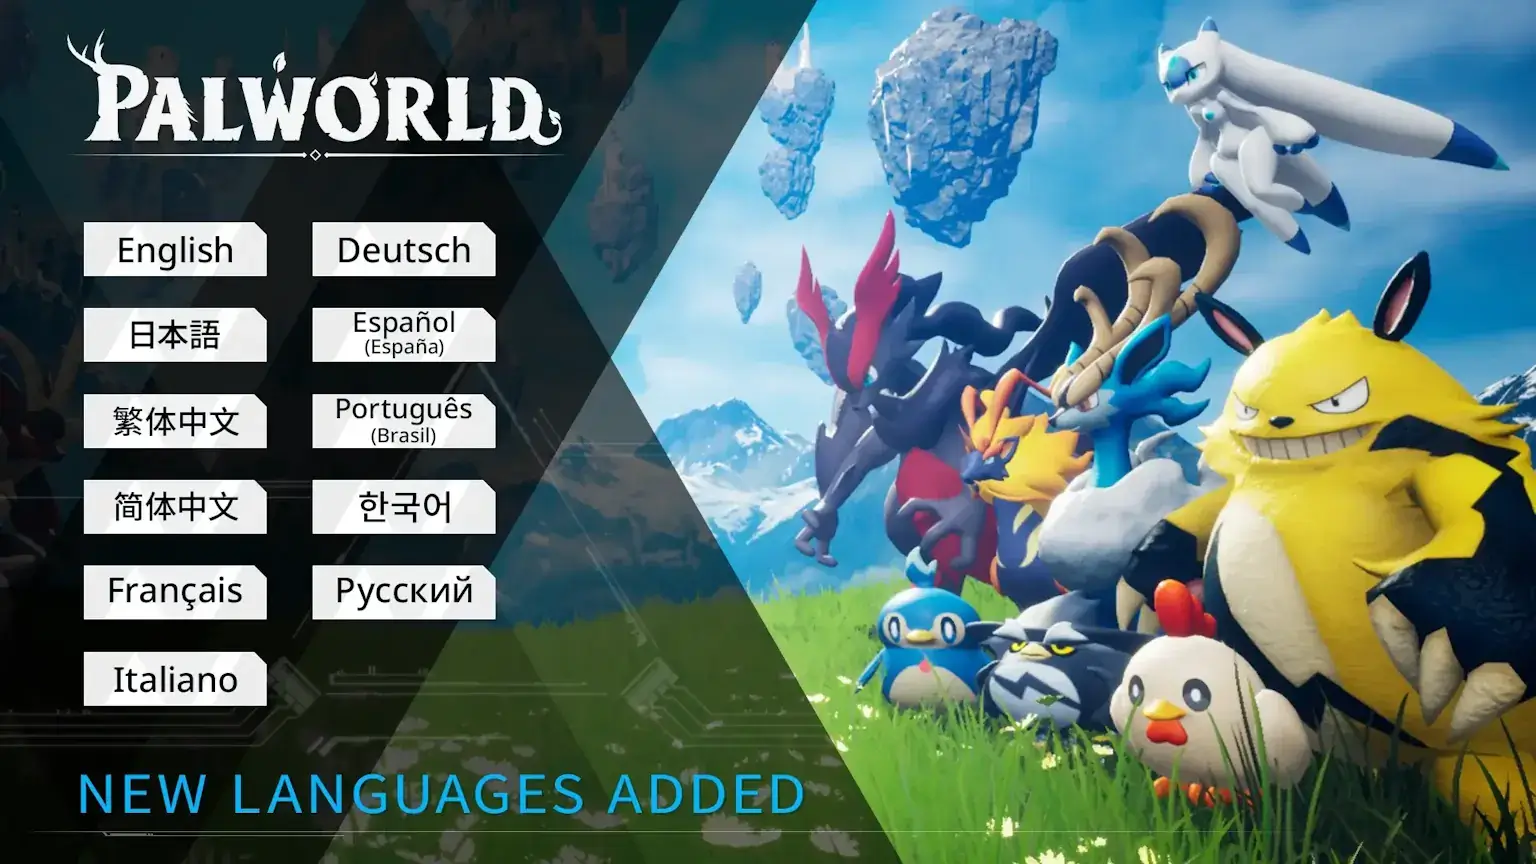 PALWORLD
English
Deutsch
日本語
Español
(España)
繁体中文
Português
(Brasil)
简体中文
한국어
Français
Русский
Italiano
NEW LANGUAGES ADDED